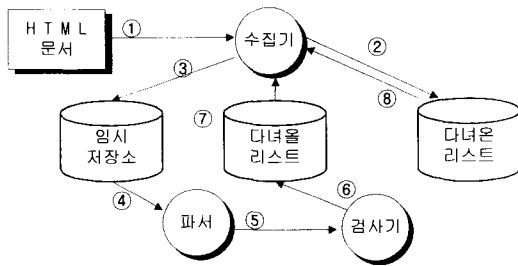 HTML
문서
①
수집기
②
③
⑦
⑧
임시
저장소
다녀올
리스트
다녀온
리스트
④
파서
⑤
⑥
검사기